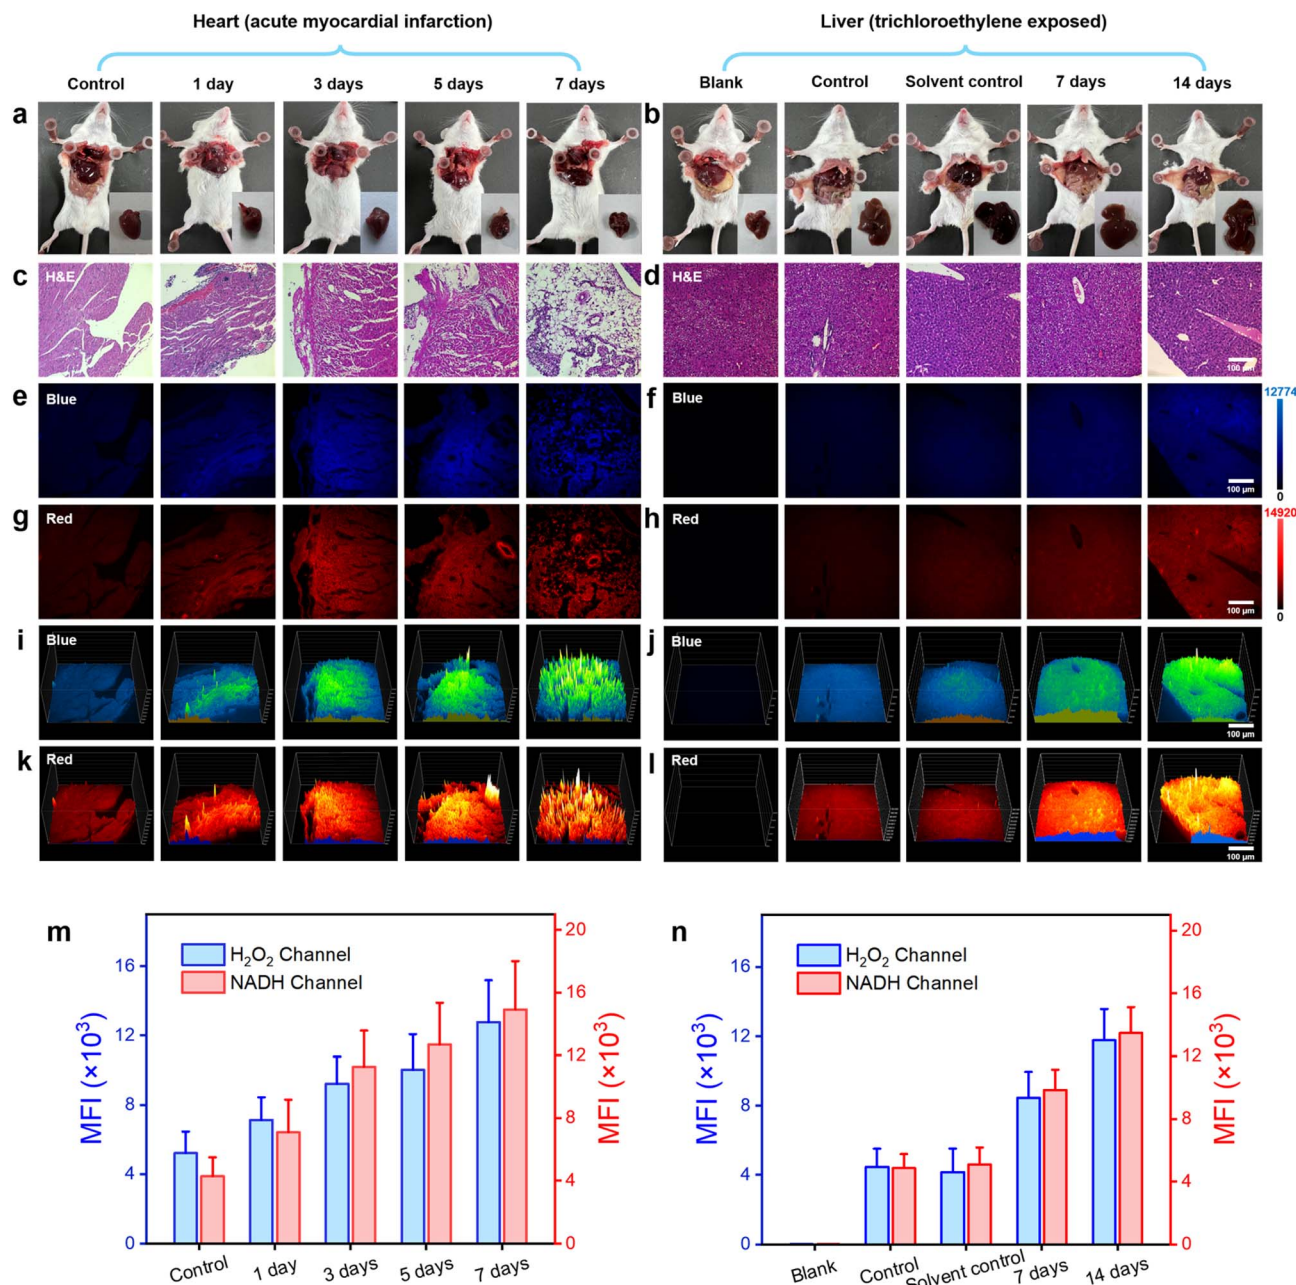 Heart (acute myocardial infarction)
Liver (trichloroethylene exposed)
Control 1 day 3 days 5 days 7 days
Blank Control Solvent control 7 days 14 days
a
b
c H&E
d H&E
100 µm
e Blue
f Blue
100 µm
12774
0
g Red
h Red
100 µm
14920
0
i Blue
j Blue
100 µm
k Red
l Red
100 µm
m
H₂O₂ Channel
NADH Channel
MFI (×10³)
16
12
8
4
0
20
16
12
8
4
0
MFI (×10³)
Control 1 day 3 days 5 days 7 days
n
H₂O₂ Channel
NADH Channel
MFI (×10³)
16
12
8
4
0
20
16
12
8
4
0
MFI (×10³)
Blank Control Solvent control 7 days 14 days